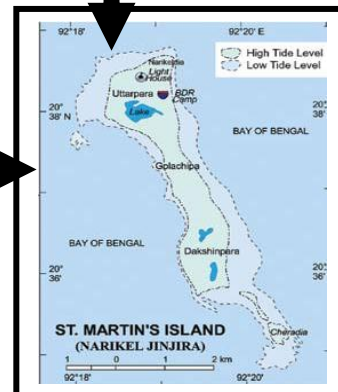 92°18'
92°20'
Narikeldia
High Tide Level
Light
House
Low Tide Level
Uttarpara
BDR
Camp
20°
38' N
Lake
20°
38'
BAY OF BENGAL
Golachipa
BAY OF BENGAL
Dakshinpara
20°
36'
20°
36'
ST. MARTIN'S ISLAND
(NARIKEL JINJIRA)
Cheradia
1 0 1 2 km
92°18'
92°20'